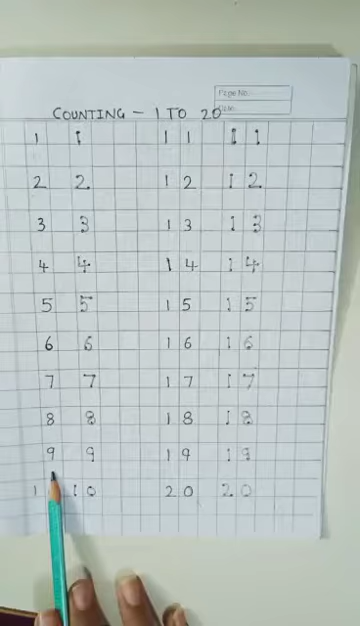 Page No.
Date
COUNTING - 1 TO 20
1 1 11 11
2 2 12 12
3 3 13 13
4 4 14 14
5 5 15 15
6 6 16 16
7 7 17 17
8 8 18 18
9 9 19 19
1 10 20 20